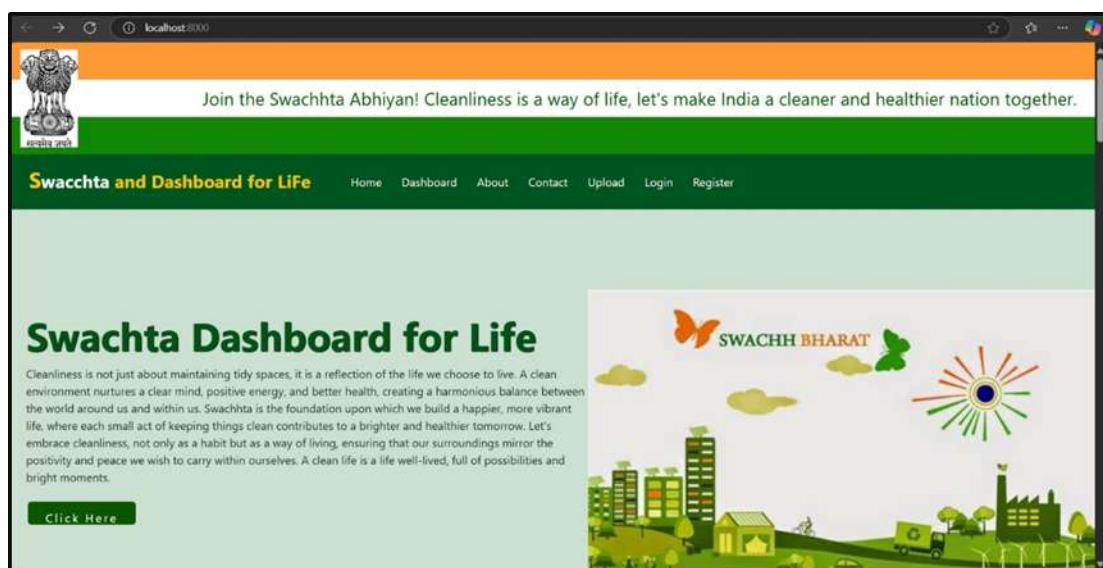 localhost:8000
Join the Swachhta Abhiyan! Cleanliness is a way of life, let's make India a cleaner and healthier nation together.
सत्यमेव जयते
Swacchta and Dashboard for LiFe
Home Dashboard About Contact Upload Login Register
Swachta Dashboard for Life
SWACHH BHARAT
Cleanliness is not just about maintaining tidy spaces, it is a reflection of the life we choose to live. A clean
environment nurtures a clear mind, positive energy, and better health, creating a harmonious balance between
the world around us and within us. Swachhta is the foundation upon which we build a happier, more vibrant
life, where each small act of keeping things clean contributes to a brighter and healthier tomorrow. Let's
embrace cleanliness, not only as a habit but as a way of living, ensuring that our surroundings mirror the
positivity and peace we wish to carry within ourselves. A clean life is a life well-lived, full of possibilities and
bright moments.
Click Here